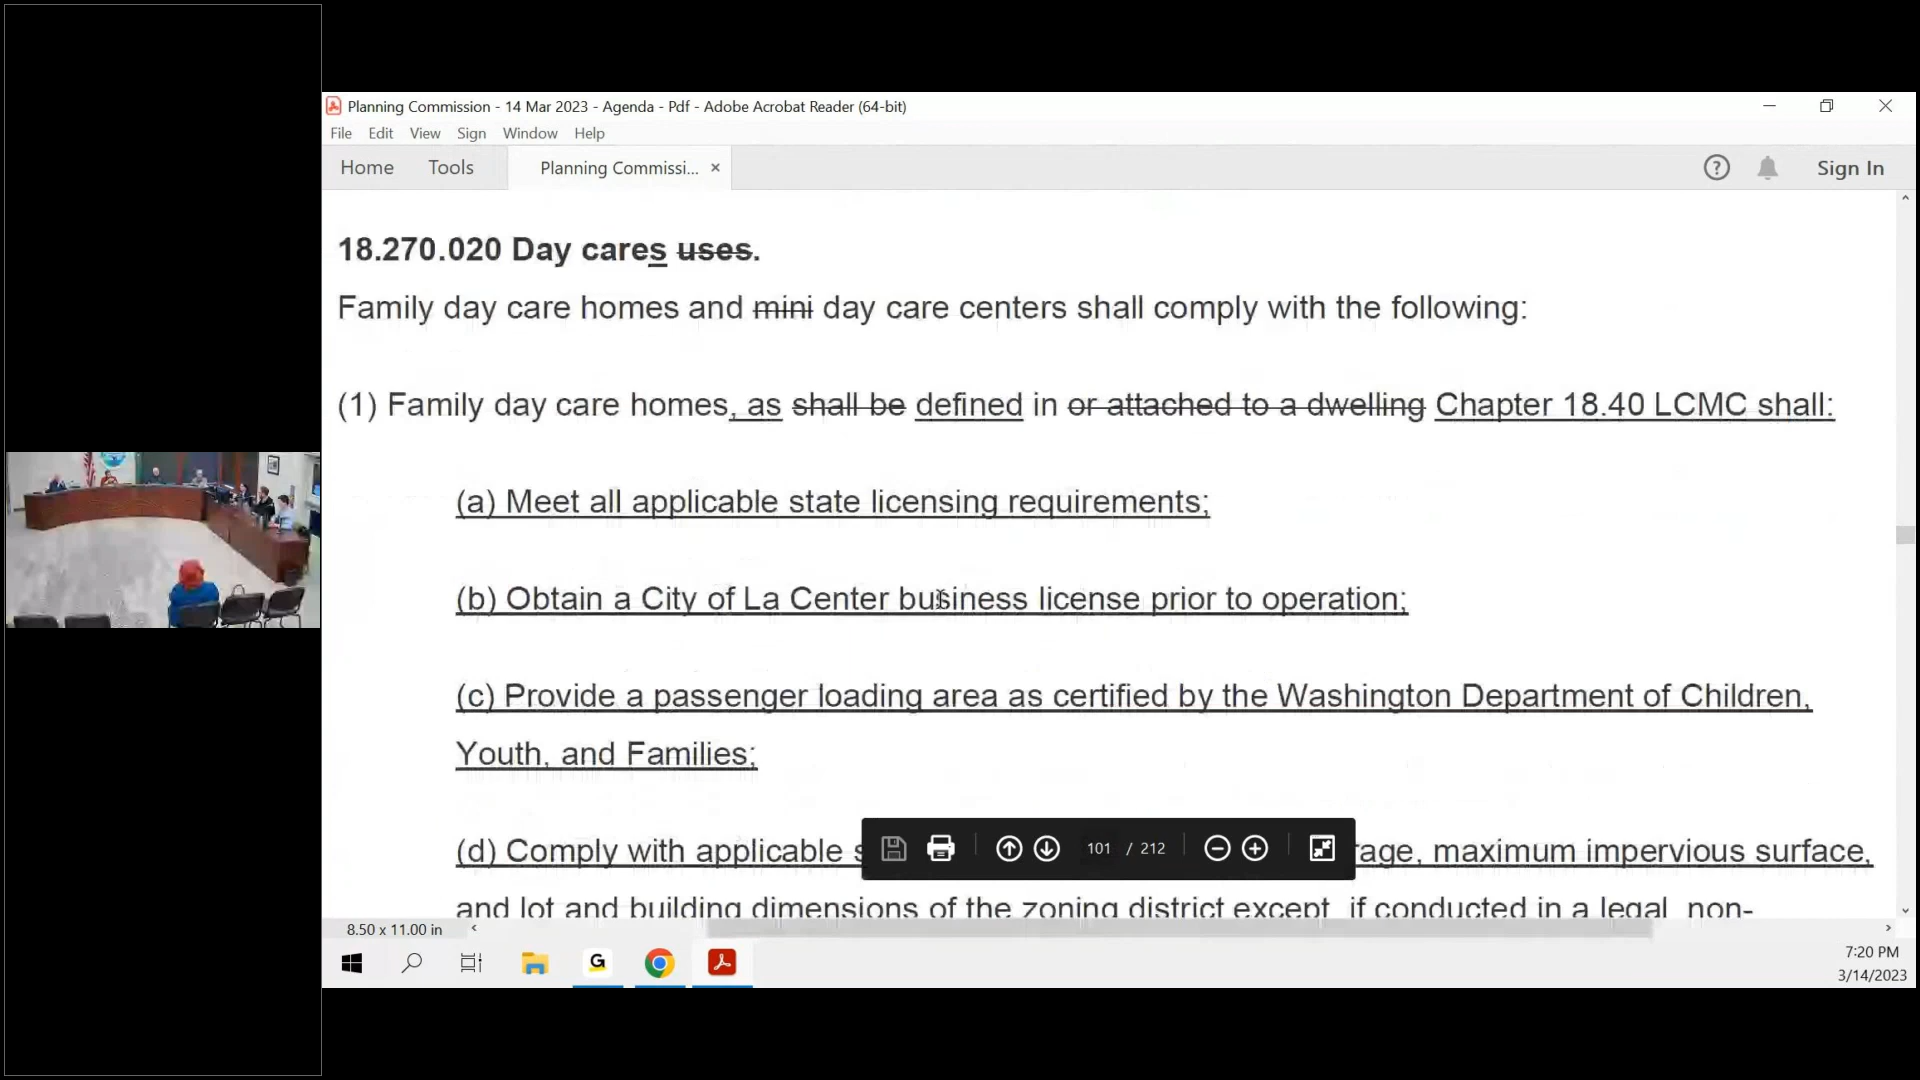 Planning Commission - 14 Mar 2023 - Agenda - Pdf - Adobe Acrobat Reader (64-bit)
File Edit View Sign Window Help
Home Tools Planning Commissi... × Sign In
18.270.020 Day cares uses.
Family day care homes and mini day care centers shall comply with the following:
(1) Family day care homes, as shall be defined in or attached to a dwelling Chapter 18.40 LCMC shall:
(a) Meet all applicable state licensing requirements;
(b) Obtain a City of La Center business license prior to operation;
(c) Provide a passenger loading area as certified by the Washington Department of Children,
Youth, and Families;
(d) Comply with applicable rage, maximum impervious surface,
and lot and building dimensions of the zoning district except, if conducted in a legal, non-
101 / 212
8.50 x 11.00 in
7:20 PM
3/14/2023